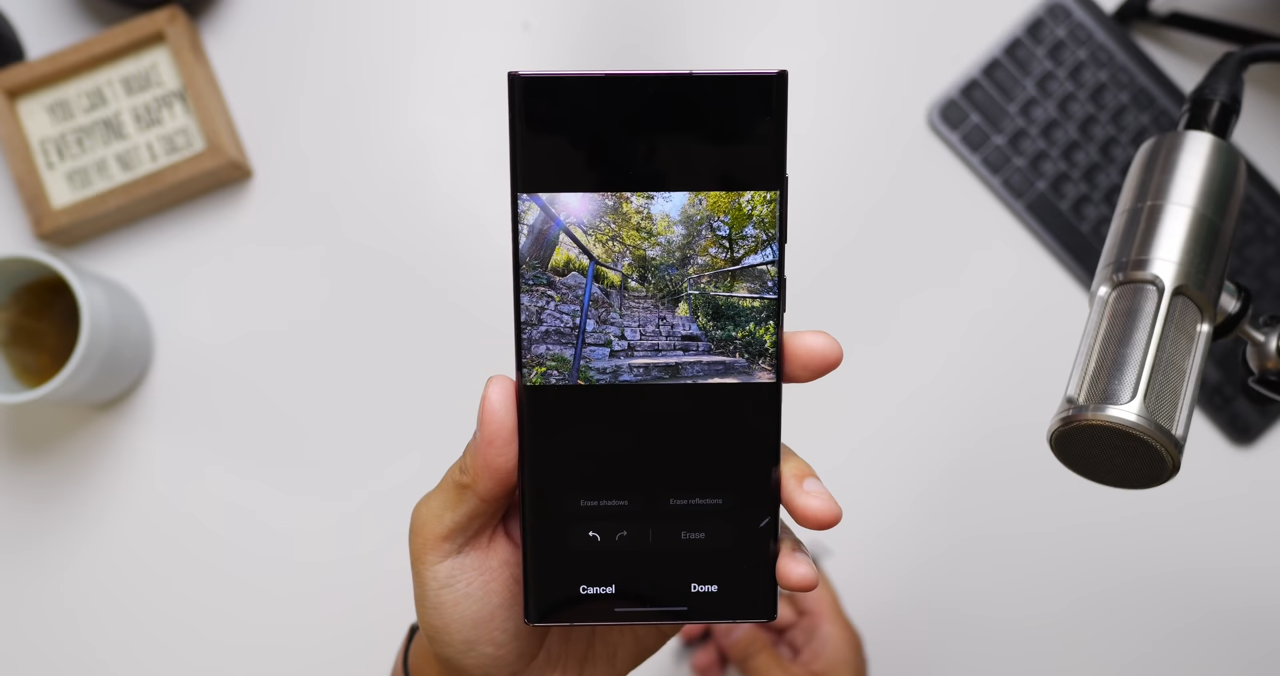 YOU CAN'T MAKE
EVERYONE HAPPY
YOU'RE NOT A TACO
Erase shadows
Erase reflections
Erase
Cancel
Done